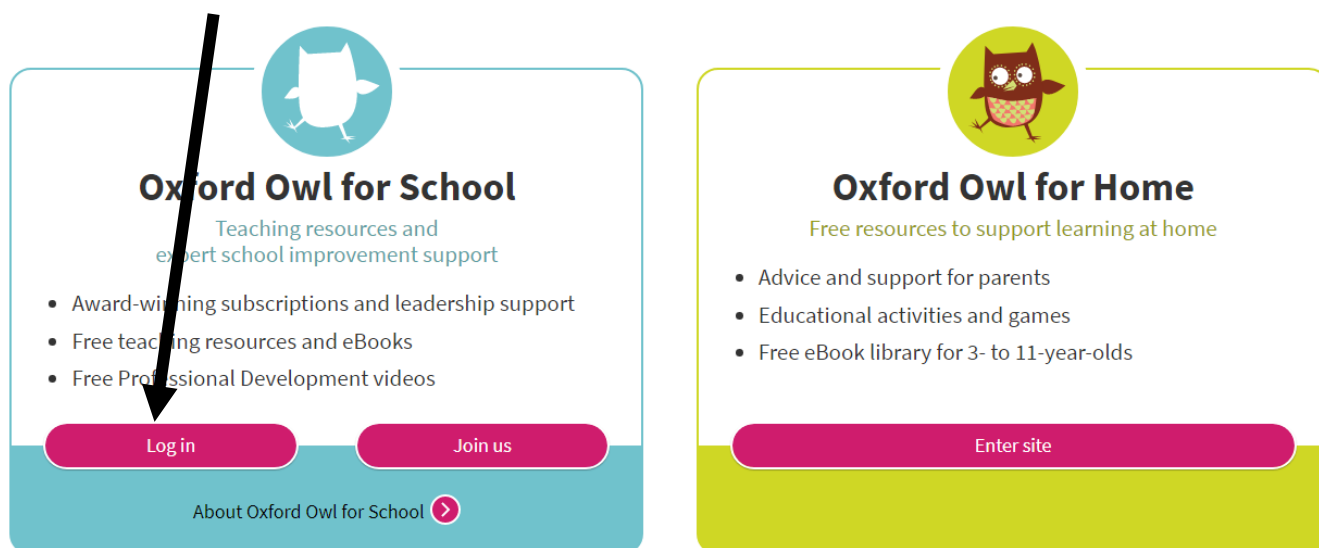 Oxford Owl for School
Teaching resources and
expert school improvement support
• Award-winning subscriptions and leadership support
• Free teaching resources and eBooks
• Free Professional Development videos
Log in
Join us
About Oxford Owl for School
Oxford Owl for Home
Free resources to support learning at home
• Advice and support for parents
• Educational activities and games
• Free eBook library for 3- to 11-year-olds
Enter site